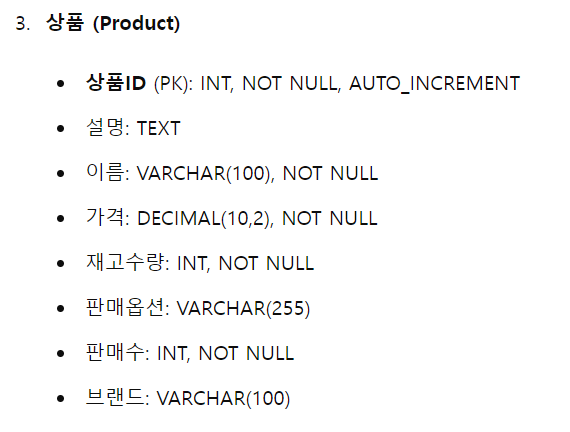 3. 상품 (Product)
• 상품ID (PK): INT, NOT NULL, AUTO_INCREMENT
• 설명: TEXT
• 이름: VARCHAR(100), NOT NULL
• 가격: DECIMAL(10,2), NOT NULL
• 재고수량: INT, NOT NULL
• 판매옵션: VARCHAR(255)
• 판매수: INT, NOT NULL
• 브랜드: VARCHAR(100)